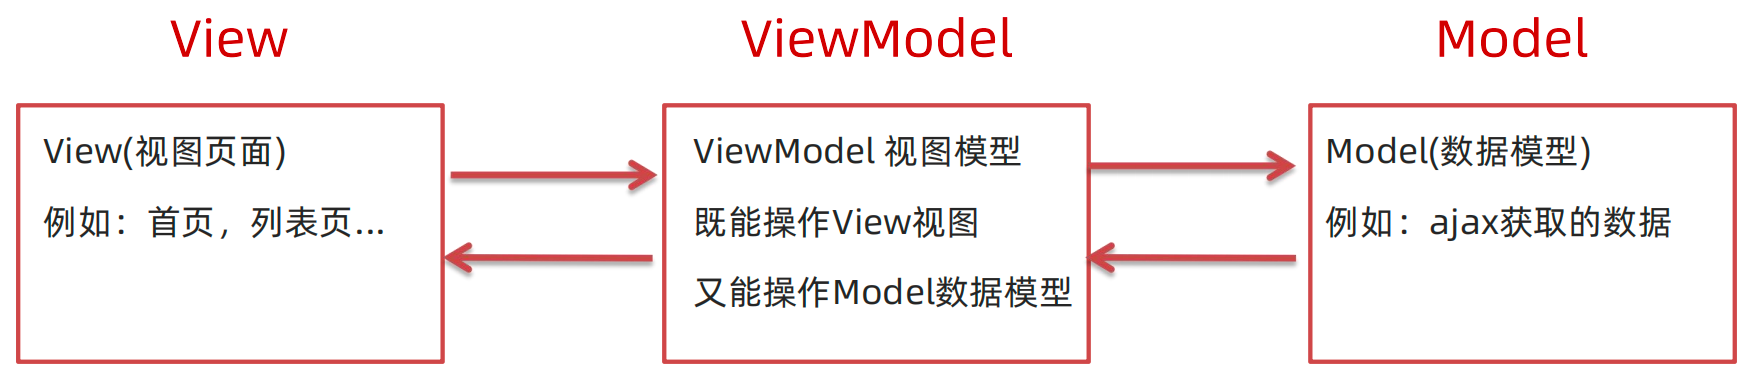 View
ViewModel
Model
View(视图页面)
例如：首页，列表页...
ViewModel 视图模型
既能操作View视图
又能操作Model数据模型
Model(数据模型)
例如：ajax获取的数据